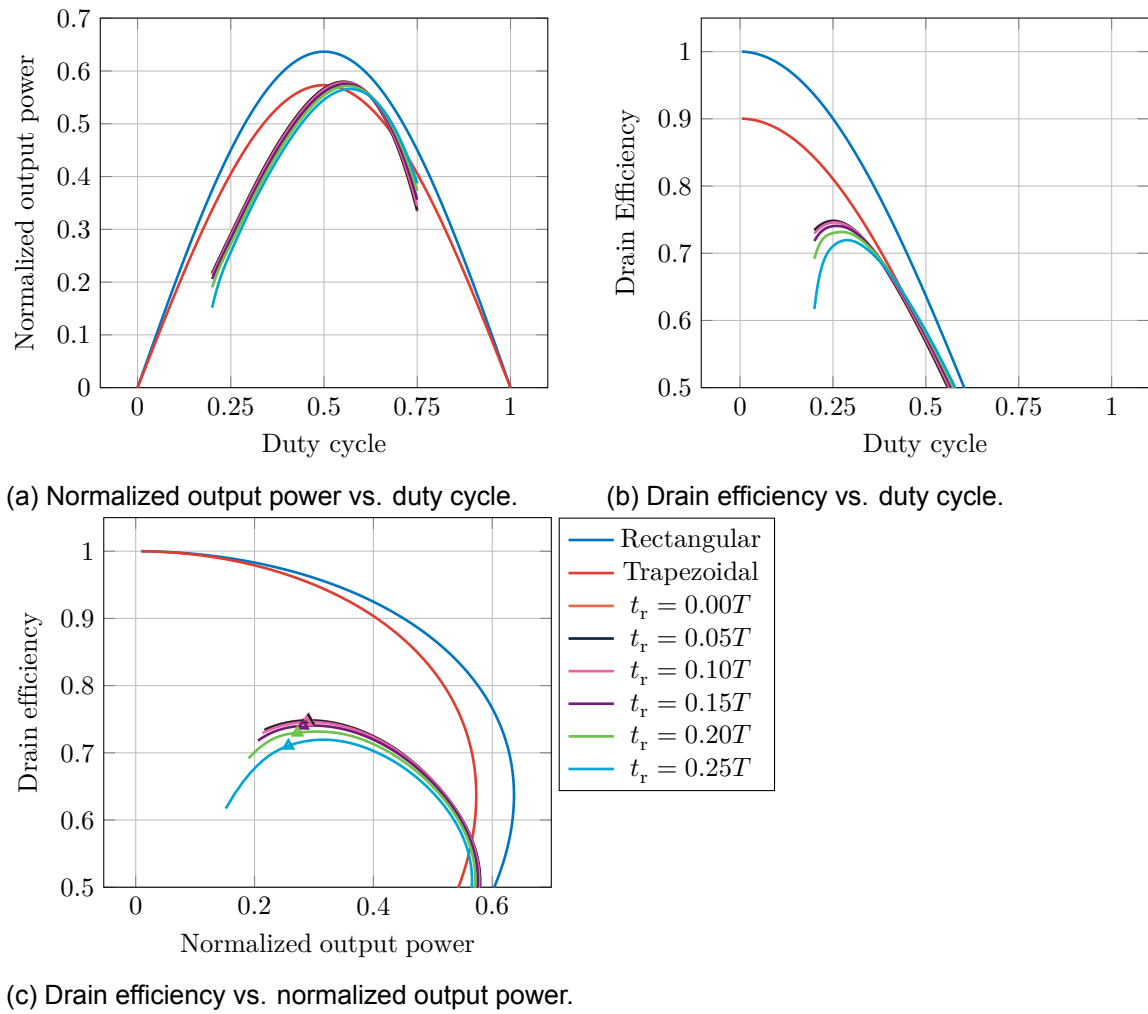 0.7
0.6
0.5
0.4
0.3
0.2
0.1
0
Normalized output power
0
0.25
0.5
0.75
1
Duty cycle
(a) Normalized output power vs. duty cycle.
1
0.9
0.8
0.7
0.6
0.5
Drain Efficiency
0
0.25
0.5
0.75
1
Duty cycle
(b) Drain efficiency vs. duty cycle.
1
0.9
0.8
0.7
0.6
0.5
Drain efficiency
0
0.2
0.4
0.6
Normalized output power
Rectangular
Trapezoidal
t_r = 0.00T
t_r = 0.05T
t_r = 0.10T
t_r = 0.15T
t_r = 0.20T
t_r = 0.25T
(c) Drain efficiency vs. normalized output power.